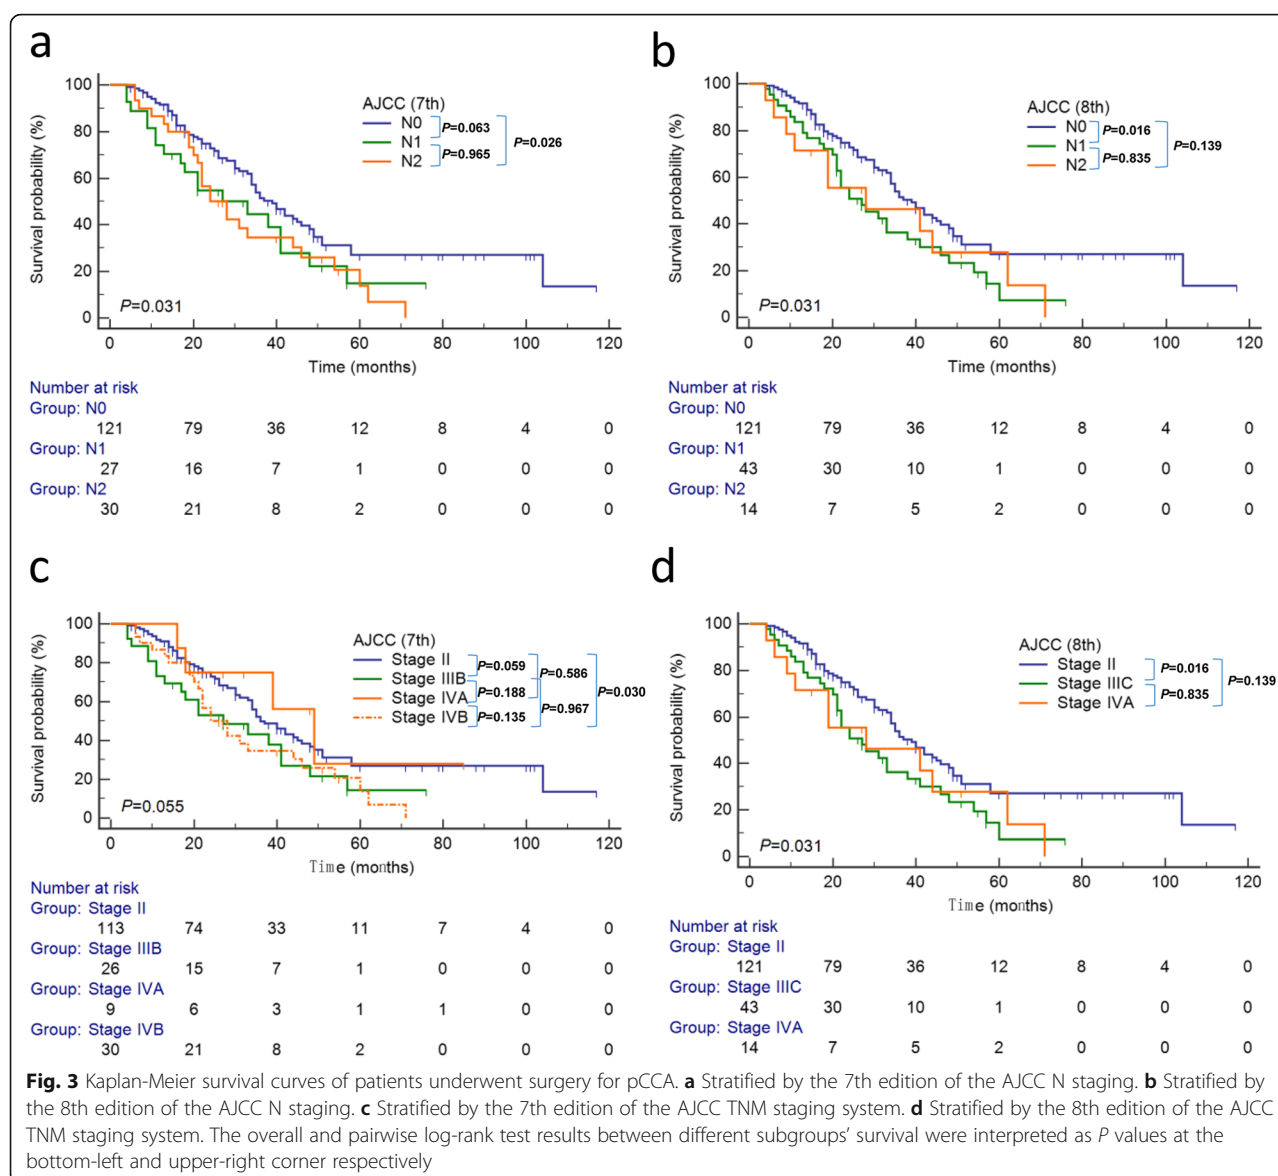 a
100
80
60
40
20
0
Survival probability (%)
AJCC (7th)
N0
N1
N2
P=0.063
P=0.965
P=0.026
P=0.031
0 20 40 60 80 100 120
Time (months)
Number at risk
Group: N0
121 79 36 12 8 4 0
Group: N1
27 16 7 1 0 0 0
Group: N2
30 21 8 2 0 0 0
b
100
80
60
40
20
0
Survival probability (%)
AJCC (8th)
N0
N1
N2
P=0.016
P=0.835
P=0.139
P=0.031
0 20 40 60 80 100 120
Time (months)
Number at risk
Group: N0
121 79 36 12 8 4 0
Group: N1
43 30 10 1 0 0 0
Group: N2
14 7 5 2 0 0 0
c
100
80
60
40
20
0
Survival probability (%)
AJCC (7th)
Stage II
Stage IIIB
Stage IVA
Stage IVB
P=0.059
P=0.188
P=0.135
P=0.586
P=0.967
P=0.030
P=0.055
0 20 40 60 80 100 120
Time (months)
Number at risk
Group: Stage II
113 74 33 11 7 4 0
Group: Stage IIIB
26 15 7 1 0 0 0
Group: Stage IVA
9 6 3 1 1 0 0
Group: Stage IVB
30 21 8 2 0 0 0
d
100
80
60
40
20
0
Survival probability (%)
AJCC (8th)
Stage II
Stage IIIC
Stage IVA
P=0.016
P=0.835
P=0.139
P=0.031
0 20 40 60 80 100 120
Time (months)
Number at risk
Group: Stage II
121 79 36 12 8 4 0
Group: Stage IIIC
43 30 10 1 0 0 0
Group: Stage IVA
14 7 5 2 0 0 0
Fig. 3 Kaplan-Meier survival curves of patients underwent surgery for pCCA. a Stratified by the 7th edition of the AJCC N staging. b Stratified by
the 8th edition of the AJCC N staging. c Stratified by the 7th edition of the AJCC TNM staging system. d Stratified by the 8th edition of the AJCC
TNM staging system. The overall and pairwise log-rank test results between different subgroups’ survival were interpreted as P values at the
bottom-left and upper-right corner respectively